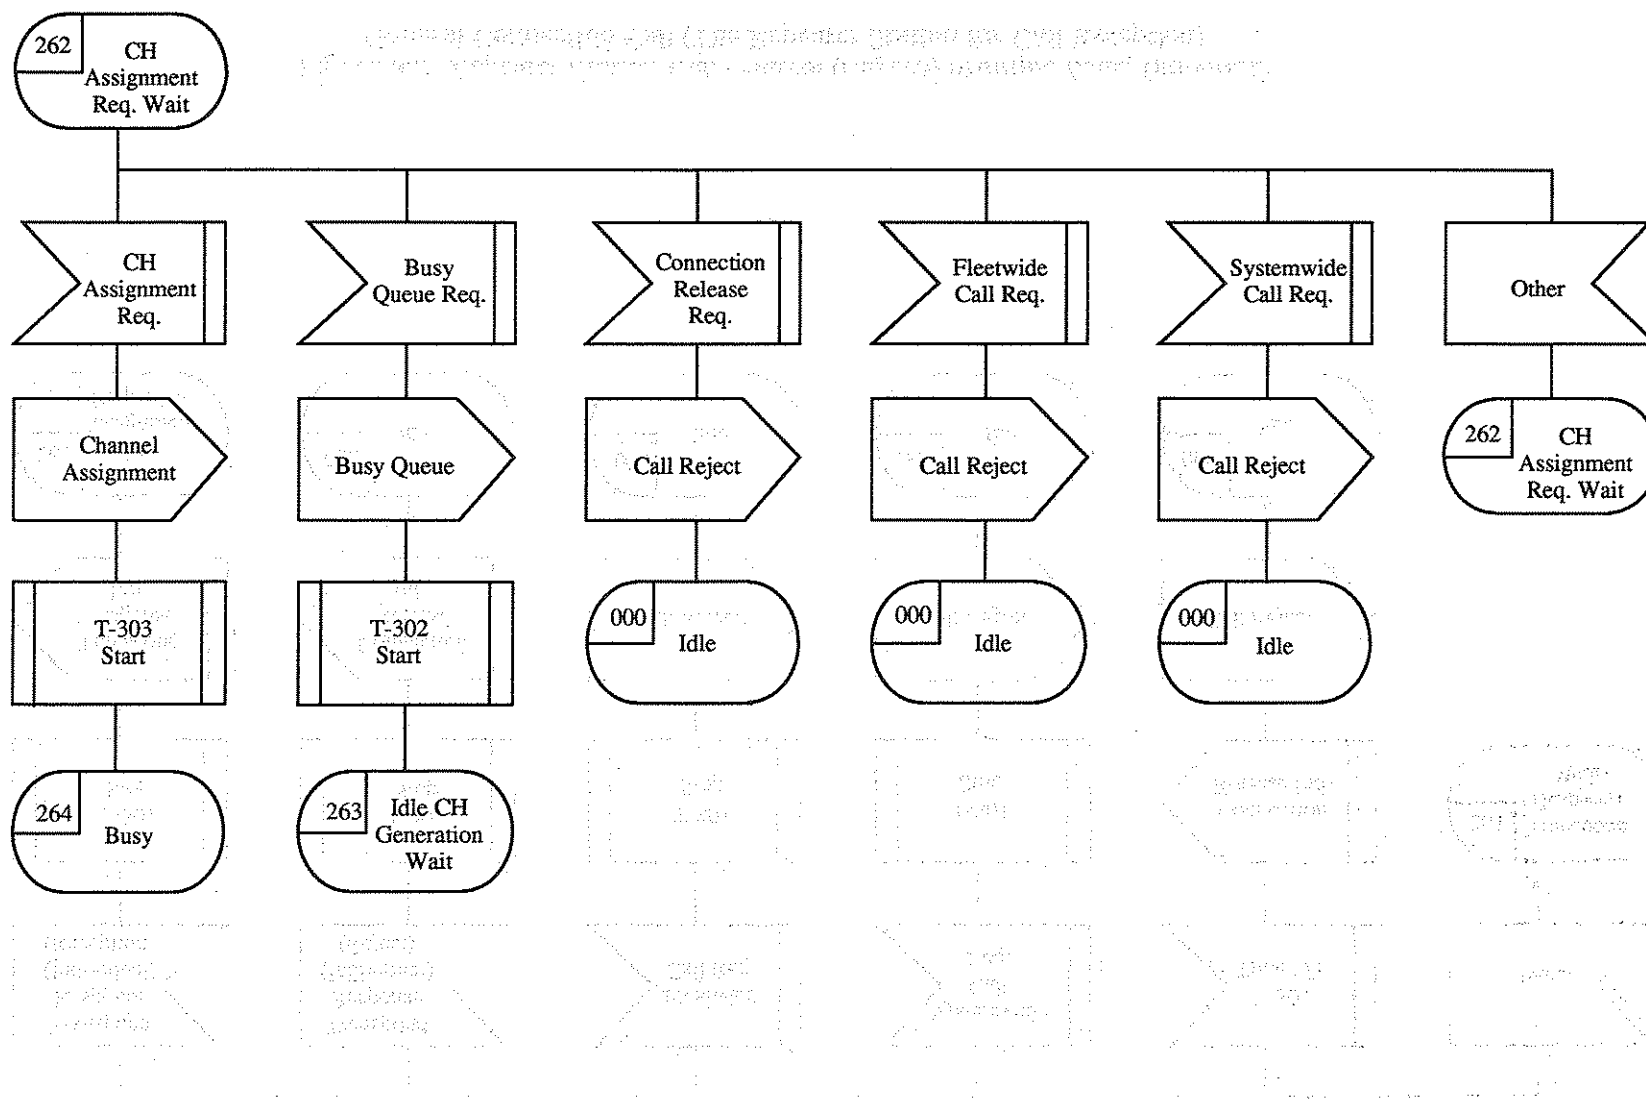 262
CH
Assignment
Req. Wait
CH
Assignment
Req.
Busy
Queue Req.
Connection
Release
Req.
Fleetwide
Call Req.
Systemwide
Call Req.
Other
Channel
Assignment
Busy Queue
Call Reject
Call Reject
Call Reject
262
CH
Assignment
Req. Wait
T-303
Start
T-302
Start
000
Idle
000
Idle
000
Idle
264
Busy
263
Idle CH
Generation
Wait